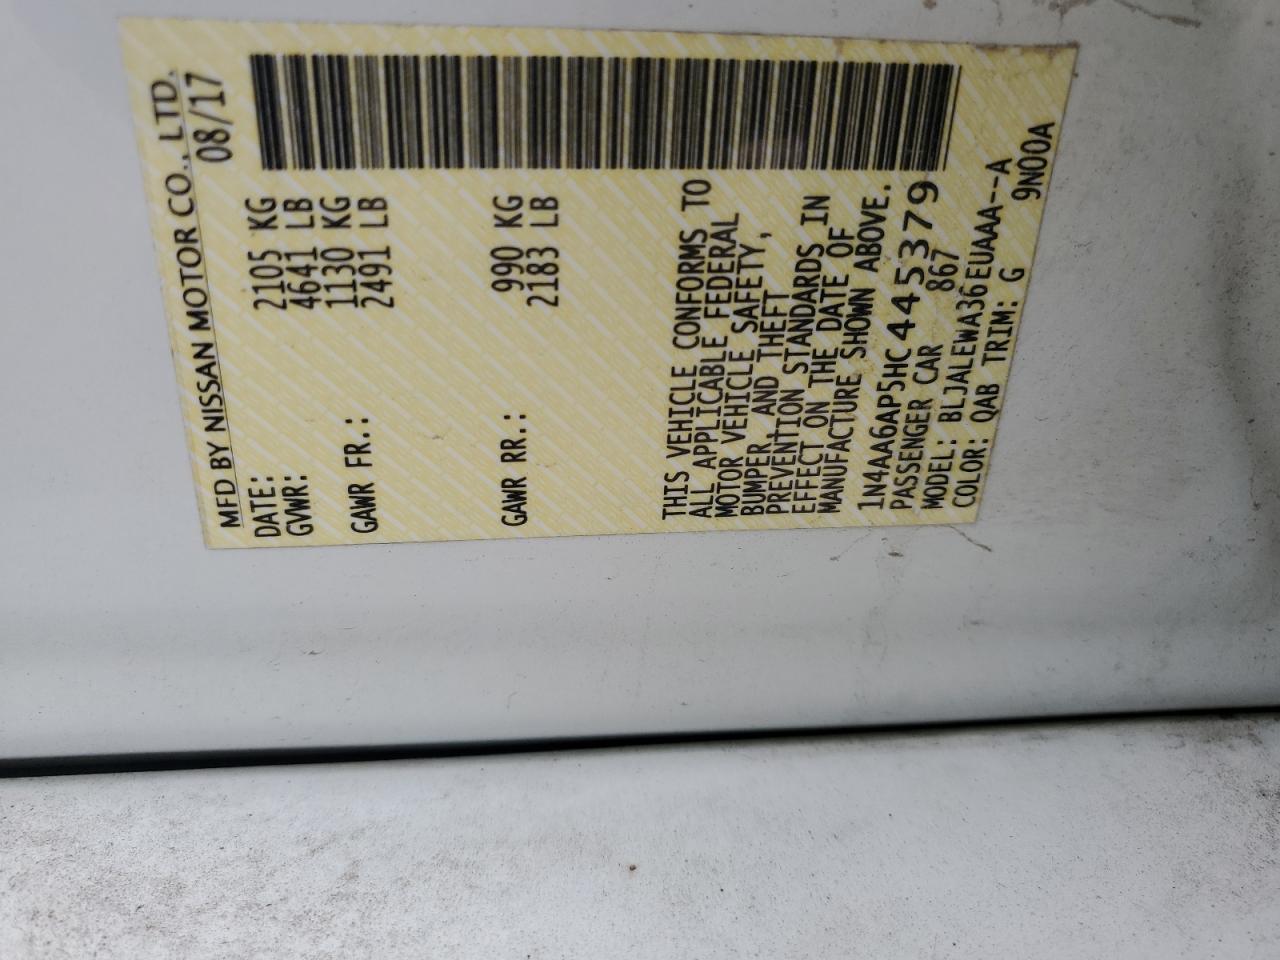 MFD BY NISSAN MOTOR CO., LTD.
DATE: 08/17
GVWR: 2105 KG
4641 LB
GAWR FR.: 1130 KG
2491 LB
GAWR RR.: 990 KG
2183 LB
THIS VEHICLE CONFORMS TO
ALL APPLICABLE FEDERAL
MOTOR VEHICLE SAFETY,
BUMPER, AND THEFT
PREVENTION STANDARDS IN
EFFECT ON THE DATE OF
MANUFACTURE SHOWN ABOVE.
1N4AA6AP5HC445379
PASSENGER CAR 867
MODEL: BLJALEWA36EUAAA--A
COLOR: QAB TRIM: G 9N00A